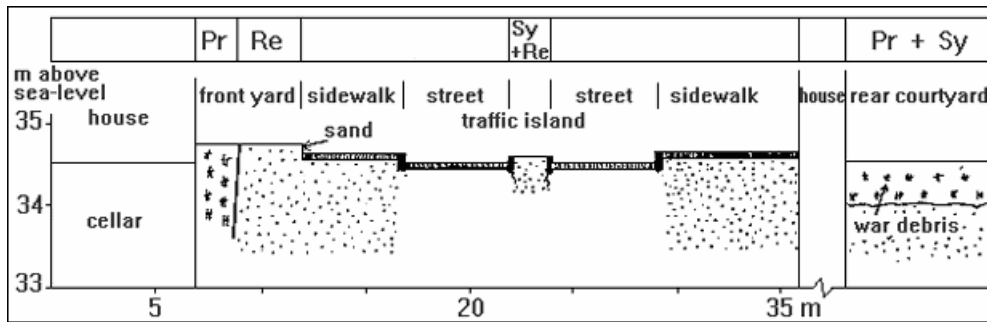 Pr Re Sy +Re Pr + Sy
m above sea-level
front yard sidewalk street street sidewalk house rear courtyard
35 house sand traffic island
34 cellar war debris
33
5 20 35 m